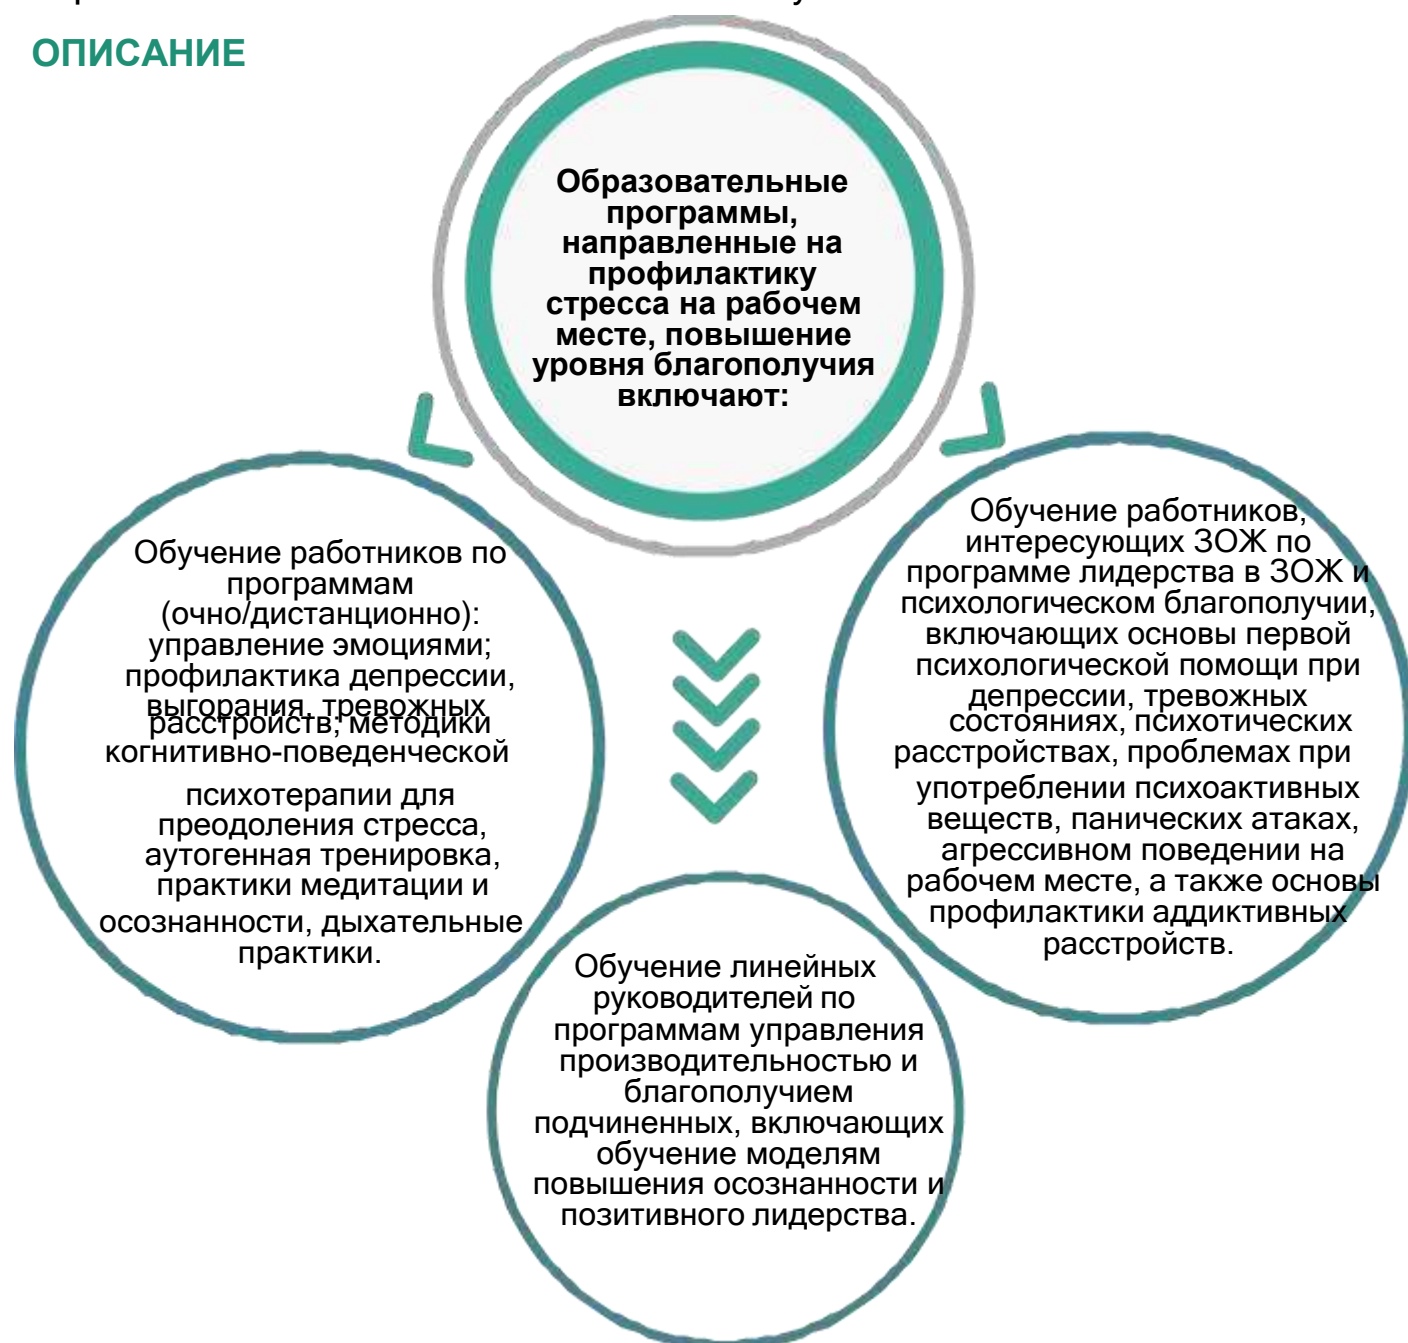 ОПИСАНИЕ
Образовательные
программы,
направленные на
профилактику
стресса на рабочем
месте, повышение
уровня благополучия
включают:
Обучение работников по
программам
(очно/дистанционно):
управление эмоциями;
профилактика депрессии,
выгорания, тревожных
расстройств; методики
когнитивно-поведенческой
психотерапии для
преодоления стресса,
аутогенная тренировка,
практики медитации и
осознанности, дыхательные
практики.
Обучение линейных
руководителей по
программам управления
производительностью и
благополучием
подчиненных, включающих
обучение моделям
повышения осознанности и
позитивного лидерства.
Обучение работников,
интересующих ЗОЖ по
программе лидерства в ЗОЖ и
психологическом благополучии,
включающих основы первой
психологической помощи при
депрессии, тревожных
состояниях, психотических
расстройствах, проблемах при
употреблении психоактивных
веществ, панических атаках,
агрессивном поведении на
рабочем месте, а также основы
профилактики аддиктивных
расстройств.